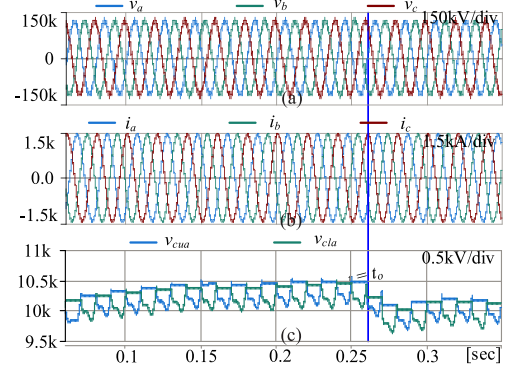 v_a v_b v_c
150k 150kV/div
0
-150k
(a)
i_a i_b i_c
1.5k 1.5kA/div
0.0
-1.5k
(b)
11k v_cua v_cla
0.5kV/div
10.5k
t_o
10k
(c)
9.5k
0.1 0.15 0.2 0.25 0.3 [sec]